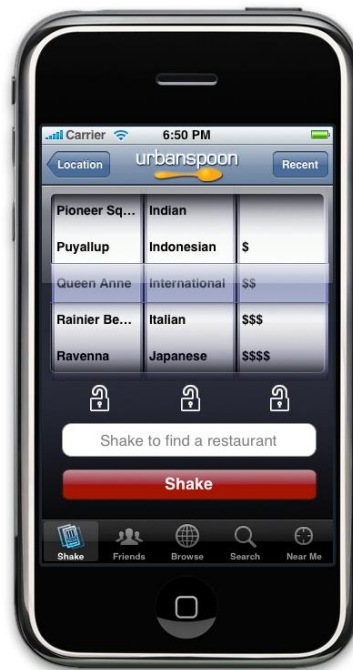 Carrier 6:50 PM
Location urbanspoon Recent
Pioneer Sq... Indian
Puyallup Indonesian $
Queen Anne International $$
Rainier Be... Italian $$$
Ravenna Japanese $$$$
Shake to find a restaurant
Shake
Shake Friends Browse Search Near Me